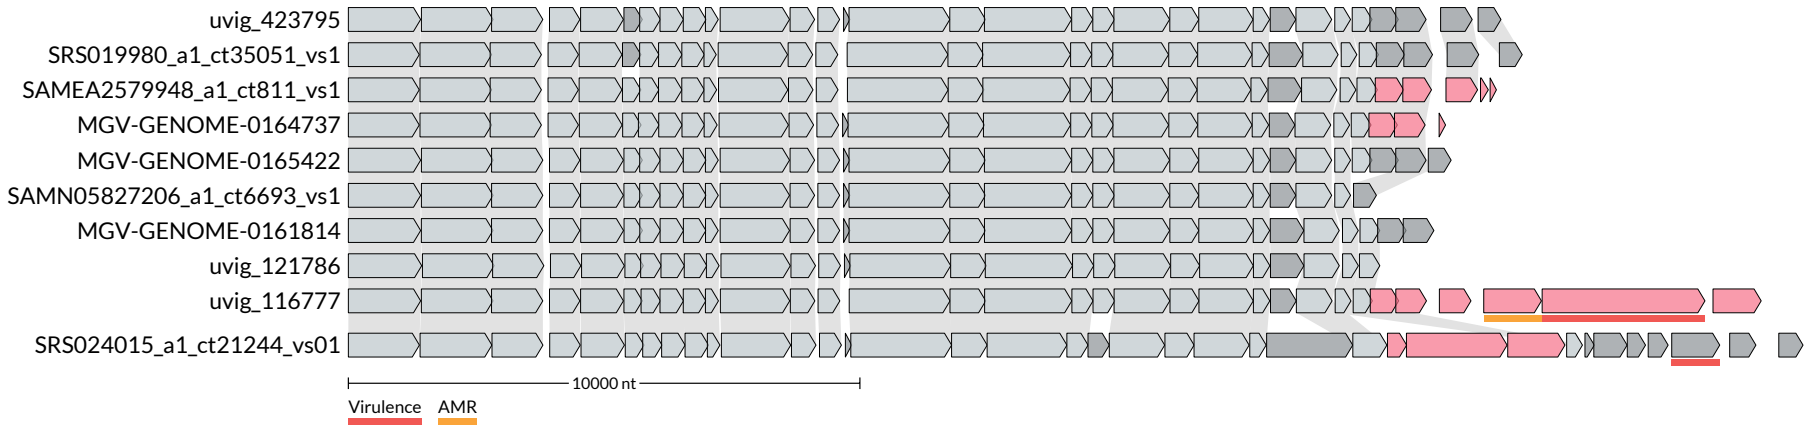 uvig_423795
SRS019980_a1_ct35051_vs1
SAMEA2579948_a1_ct811_vs1
MGV-GENOME-0164737
MGV-GENOME-0165422
SAMN05827206_a1_ct6693_vs1
MGV-GENOME-0161814
uvig_121786
uvig_116777
SRS024015_a1_ct21244_vs01
10000 nt
Virulence AMR